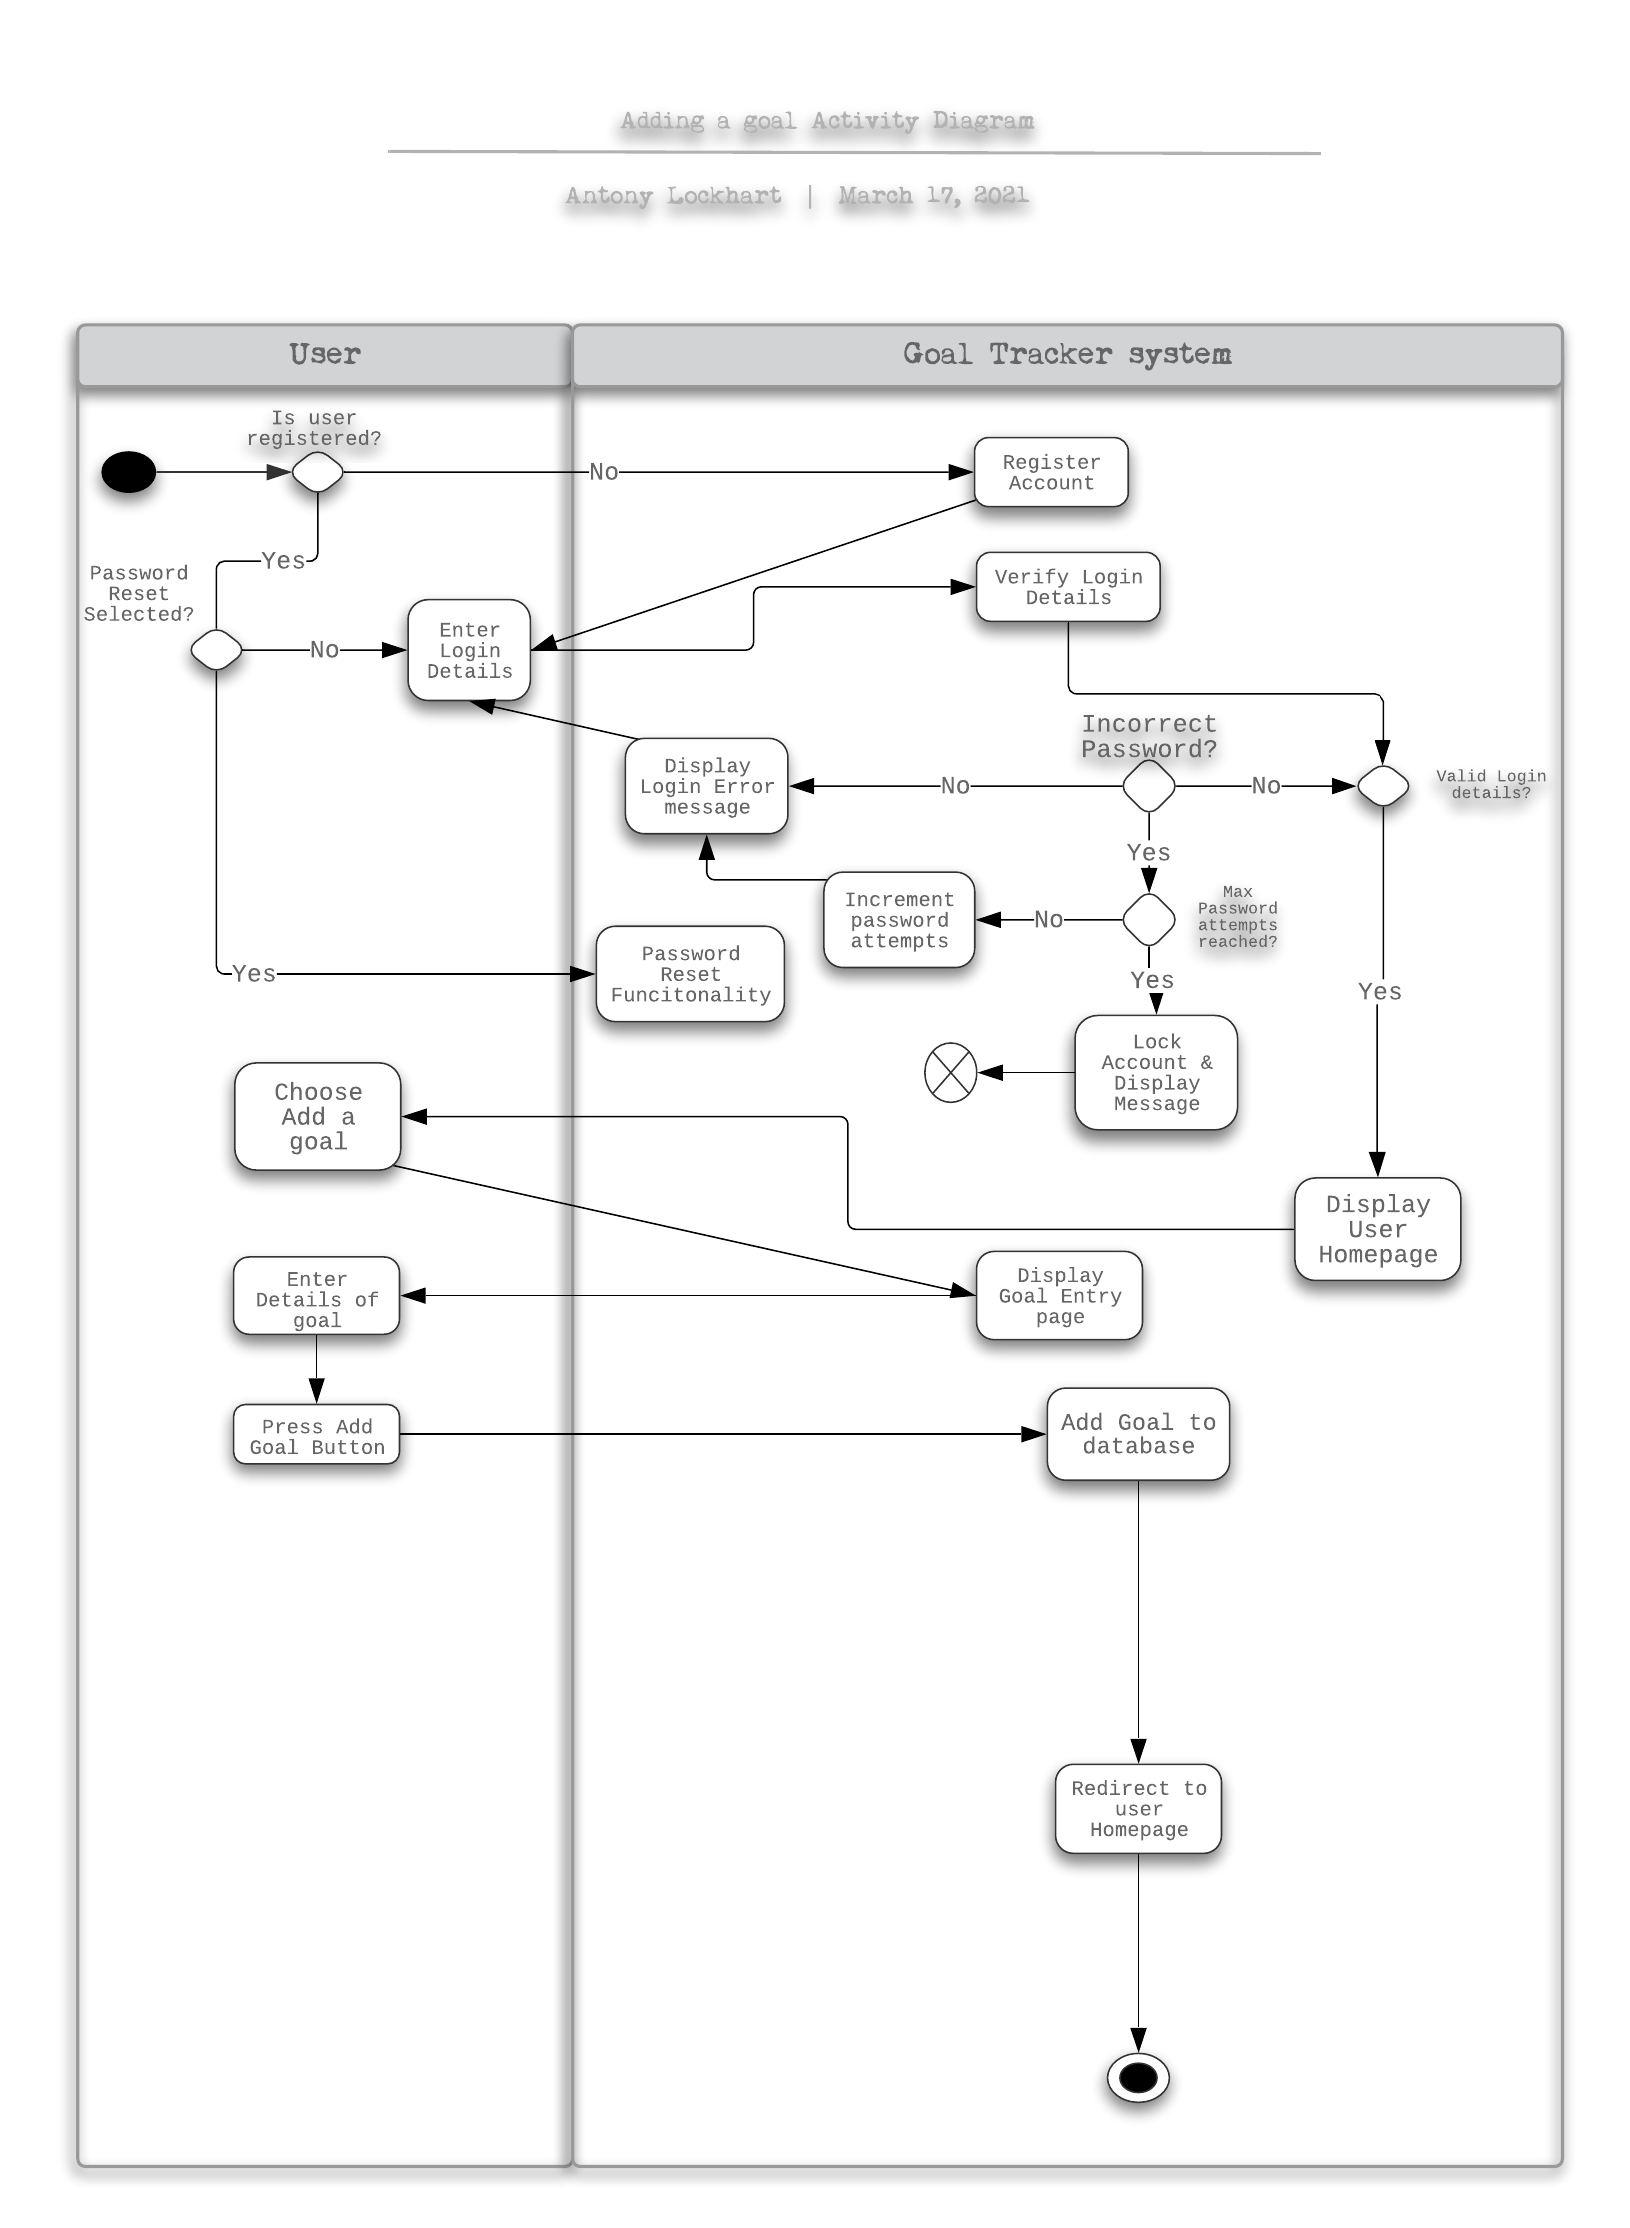 Adding a goal Activity Diagram
Antony Lockhart | March 17, 2021
User
Goal Tracker system
Is user
registered?
No
Register
Account
Yes
Password
Reset
Selected?
No
Enter
Login
Details
Verify Login
Details
Incorrect
Password?
Display
Login Error
message
No
No
Valid Login
details?
Yes
Increment
password
attempts
No
Max
Password
attempts
reached?
Yes
Password
Reset
Funcitonality
Yes
Yes
Lock
Account &
Display
Message
Choose
Add a
goal
Display
User
Homepage
Enter
Details of
goal
Display
Goal Entry
page
Press Add
Goal Button
Add Goal to
database
Redirect to
user
Homepage